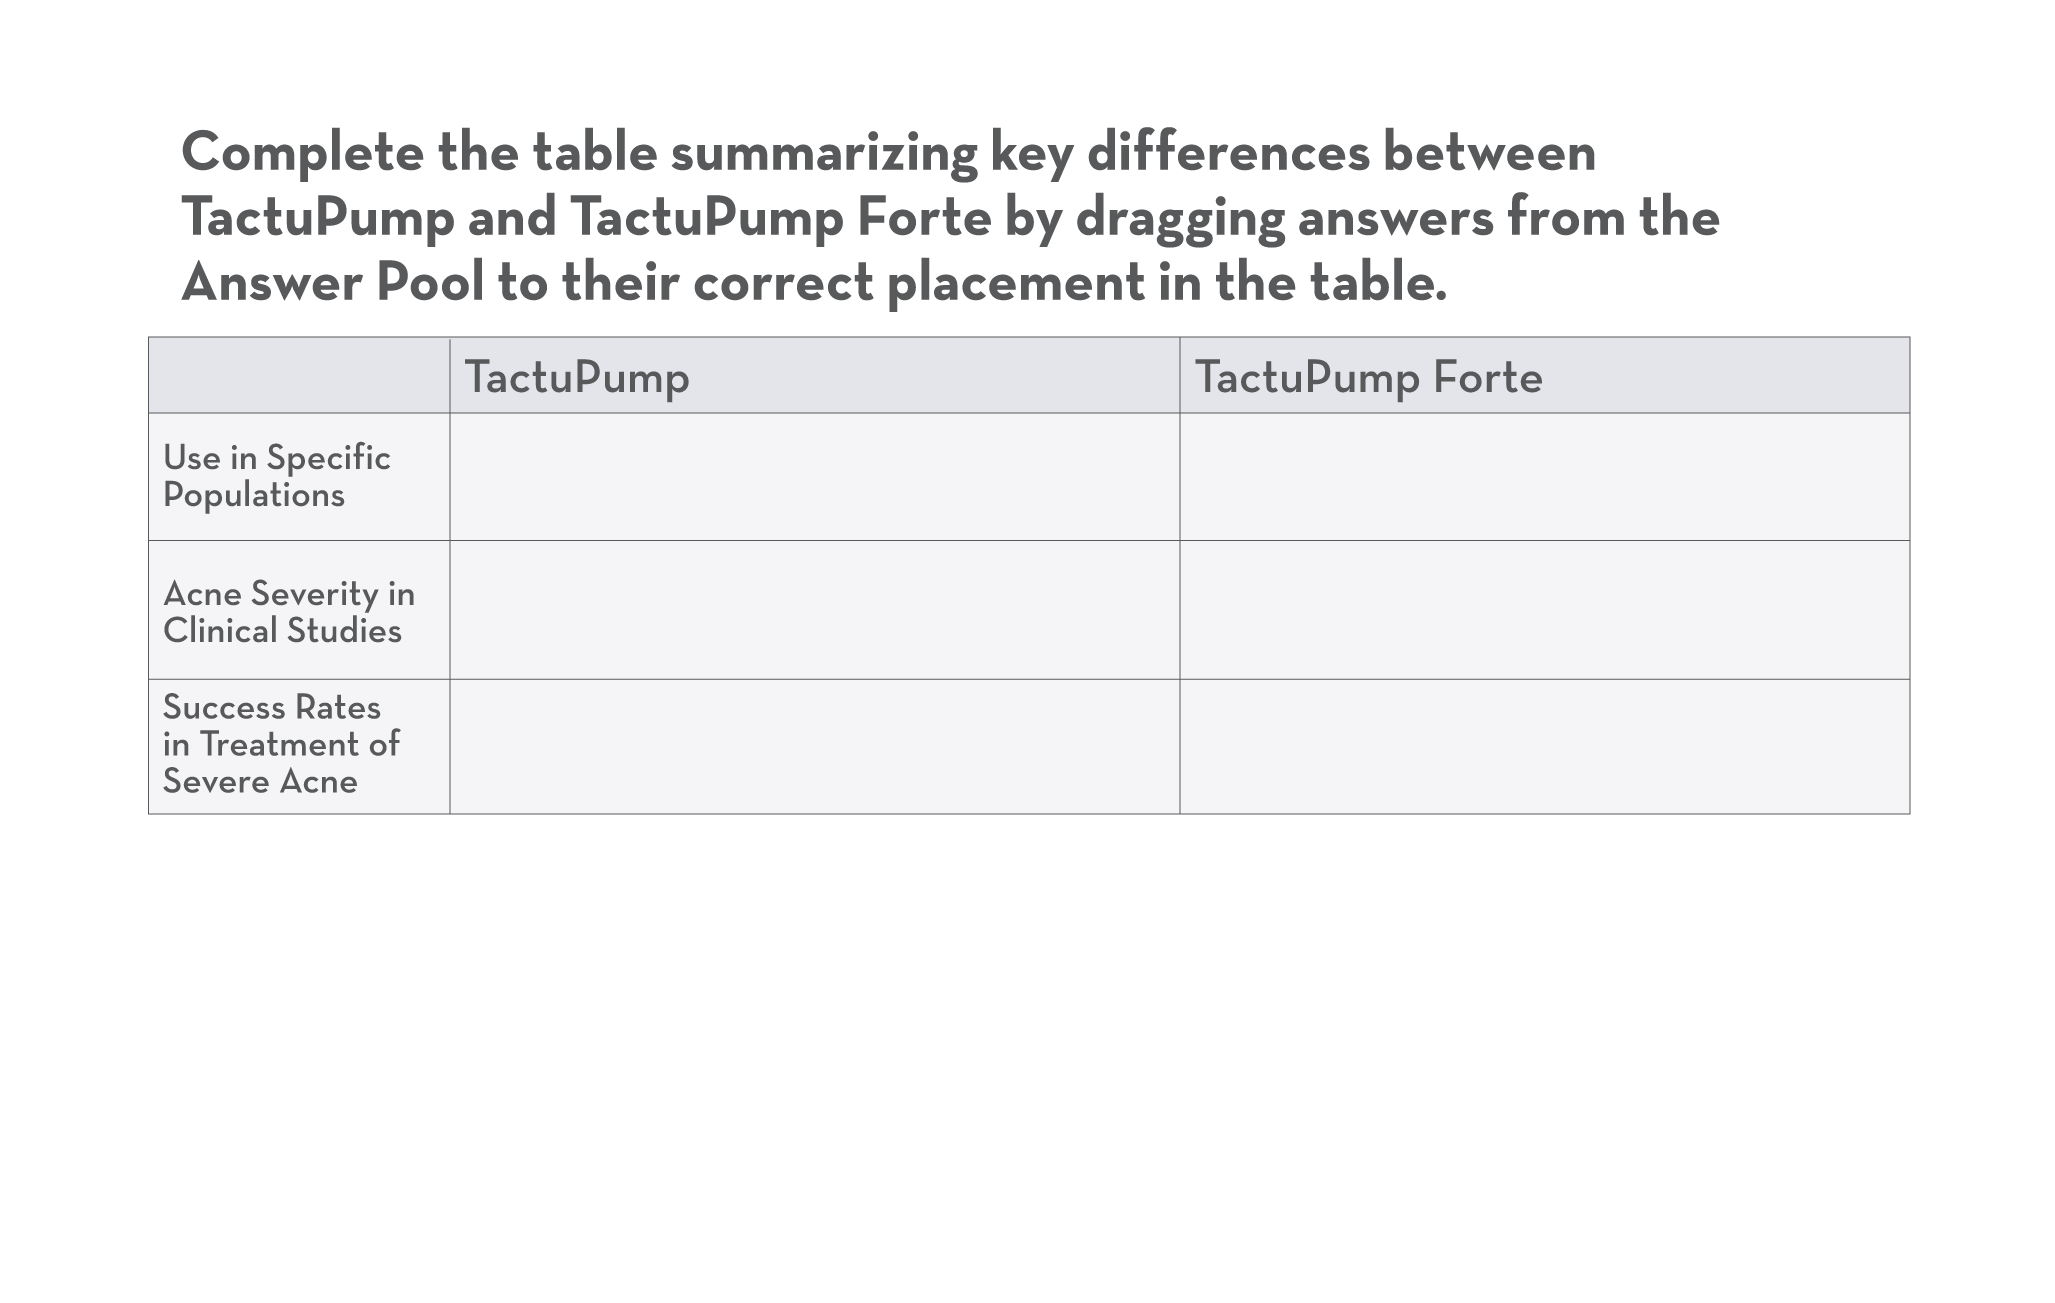 Complete the table summarizing key differences between
TactuPump and TactuPump Forte by dragging answers from the
Answer Pool to their correct placement in the table.
TactuPump
TactuPump Forte
Use in Specific
Populations
Acne Severity in
Clinical Studies
Success Rates
in Treatment of
Severe Acne